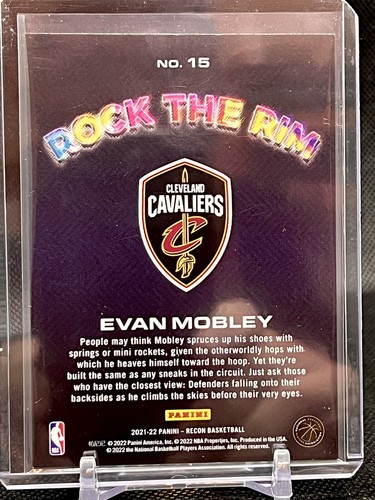 NO. 15
ROCK THE RIM
CLEVELAND
CAVALIERS
C
EVAN MOBLEY
People may think Mobley spruces up his shoes with
springs or mini rockets, given the otherworldly hops with
which he heaves himself toward the hoop. Yet they're
built the same as any sneaks in the circuit. Just ask those
who have the closest view: Defenders falling onto their
backsides as he climbs the skies before their very eyes.
PANINI
2021-22 PANINI – RECON BASKETBALL
© 2022 Panini America, Inc. © 2022 NBA Properties, Inc. Produced in the USA.
© 2022 the National Basketball Players Association. All rights reserved.
NBA